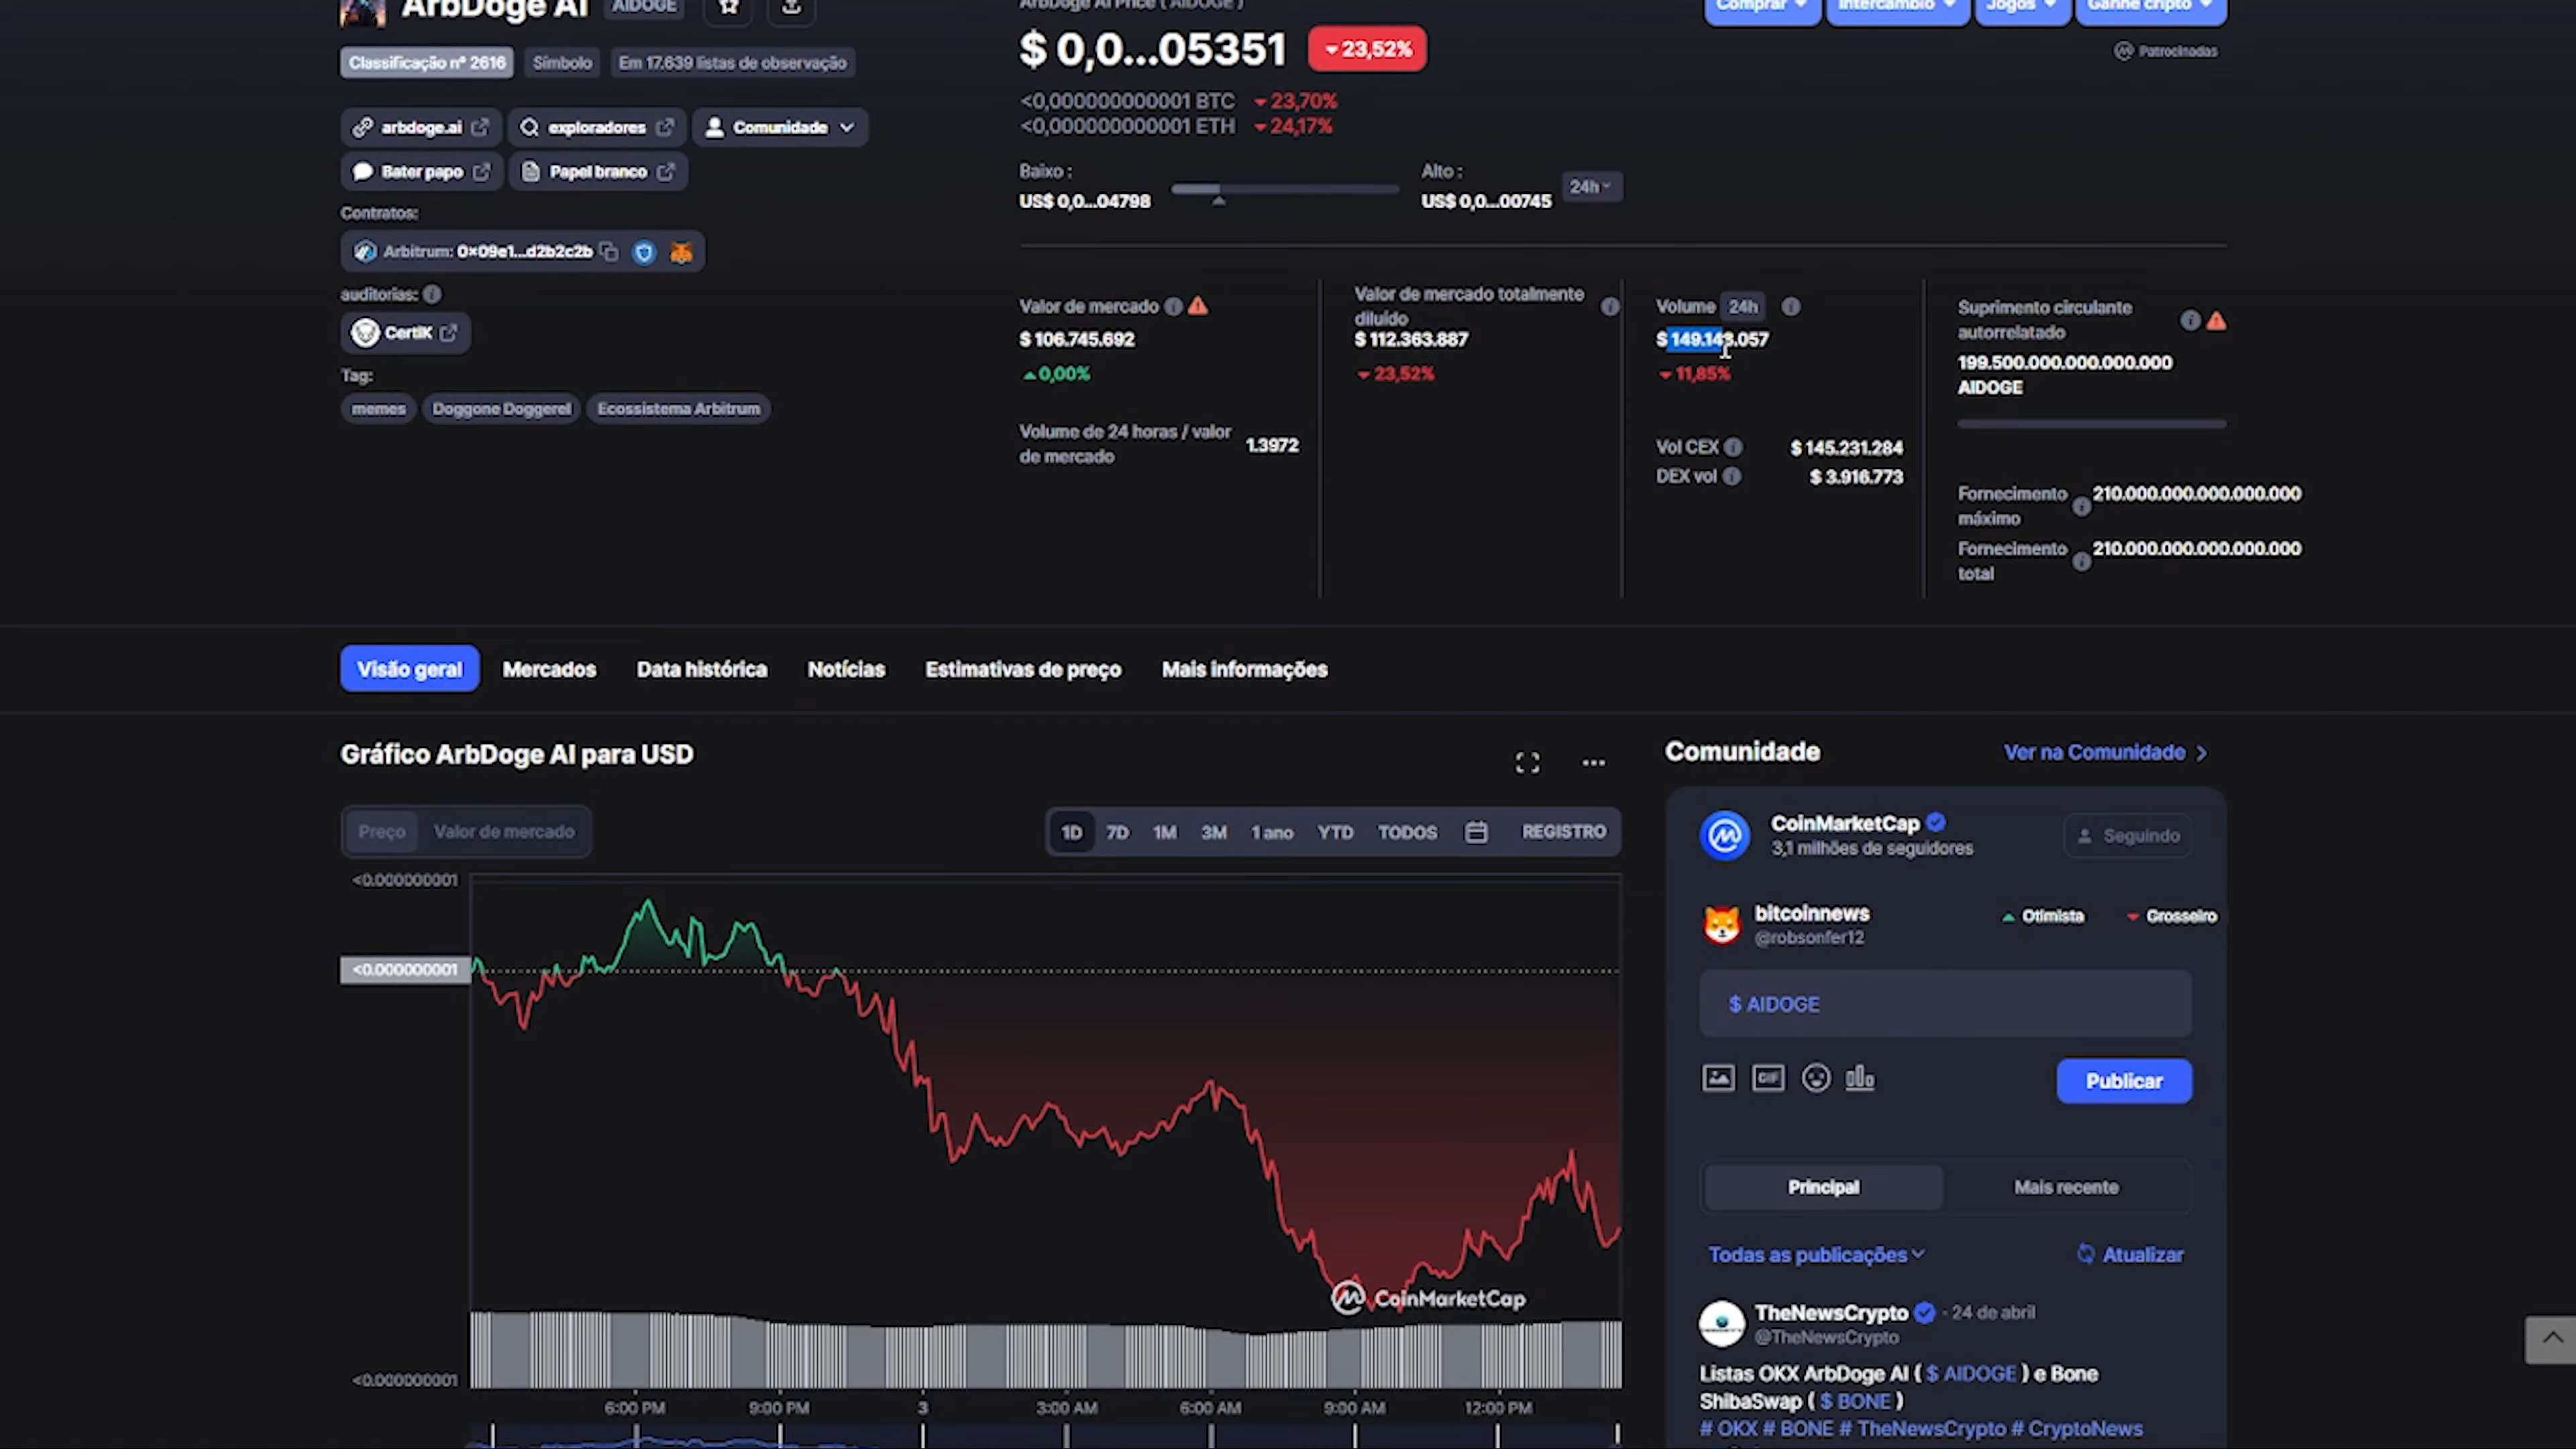 ArbDoge AI AIDOGE
Classificação nº 2616 Símbolo Em 17.639 listas de observação
arbdoge.ai exploradores Comunidade
Bater papo Papel branco
Contratos:
Arbitrum: 0x09e1...d2b2c2b
auditorias:
CertiK
Tag:
memes Doggone Doggerel Ecossistema Arbitrum
ArbDoge AI Price ( AIDOGE )
$ 0,0...05351 23,52%
<0,000000000001 BTC 23,70%
<0,000000000001 ETH 24,17%
Baixo :
US$ 0,0...04798
Alto :
US$ 0,0...00745
24h
Comprar Intercâmbio Jogos Ganhe cripto
Patrocinadas
Valor de mercado
$ 106.745.692
0,00%
Volume de 24 horas / valor
de mercado
1.3972
Valor de mercado totalmente
diluído
$ 112.363.887
23,52%
Volume 24h
$ 149.148.057
11,85%
Vol CEX $ 145.231.284
DEX vol $ 3.916.773
Suprimento circulante
autorrelatado
199.500.000.000.000.000
AIDOGE
Fornecimento
máximo
210.000.000.000.000.000
Fornecimento
total
210.000.000.000.000.000
Visão geral Mercados Data histórica Notícias Estimativas de preço Mais informações
Gráfico ArbDoge AI para USD
Preço Valor de mercado
1D 7D 1M 3M 1 ano YTD TODOS REGISTRO
<0.000000001
<0.000000001
<0.000000001
CoinMarketCap
6:00 PM 9:00 PM 3 3:00 AM 6:00 AM 9:00 AM 12:00 PM
Comunidade Ver na Comunidade
CoinMarketCap
3,1 milhões de seguidores
Seguindo
bitcoinnews
@robsonfer12
Otimista Grosseiro
$ AIDOGE
GIF
Publicar
Principal Mais recente
Todas as publicações Atualizar
TheNewsCrypto · 24 de abril
@TheNewsCrypto
Listas OKX ArbDoge AI ( $ AIDOGE ) e Bone
ShibaSwap ( $ BONE )
# OKX # BONE # TheNewsCrypto # CryptoNews